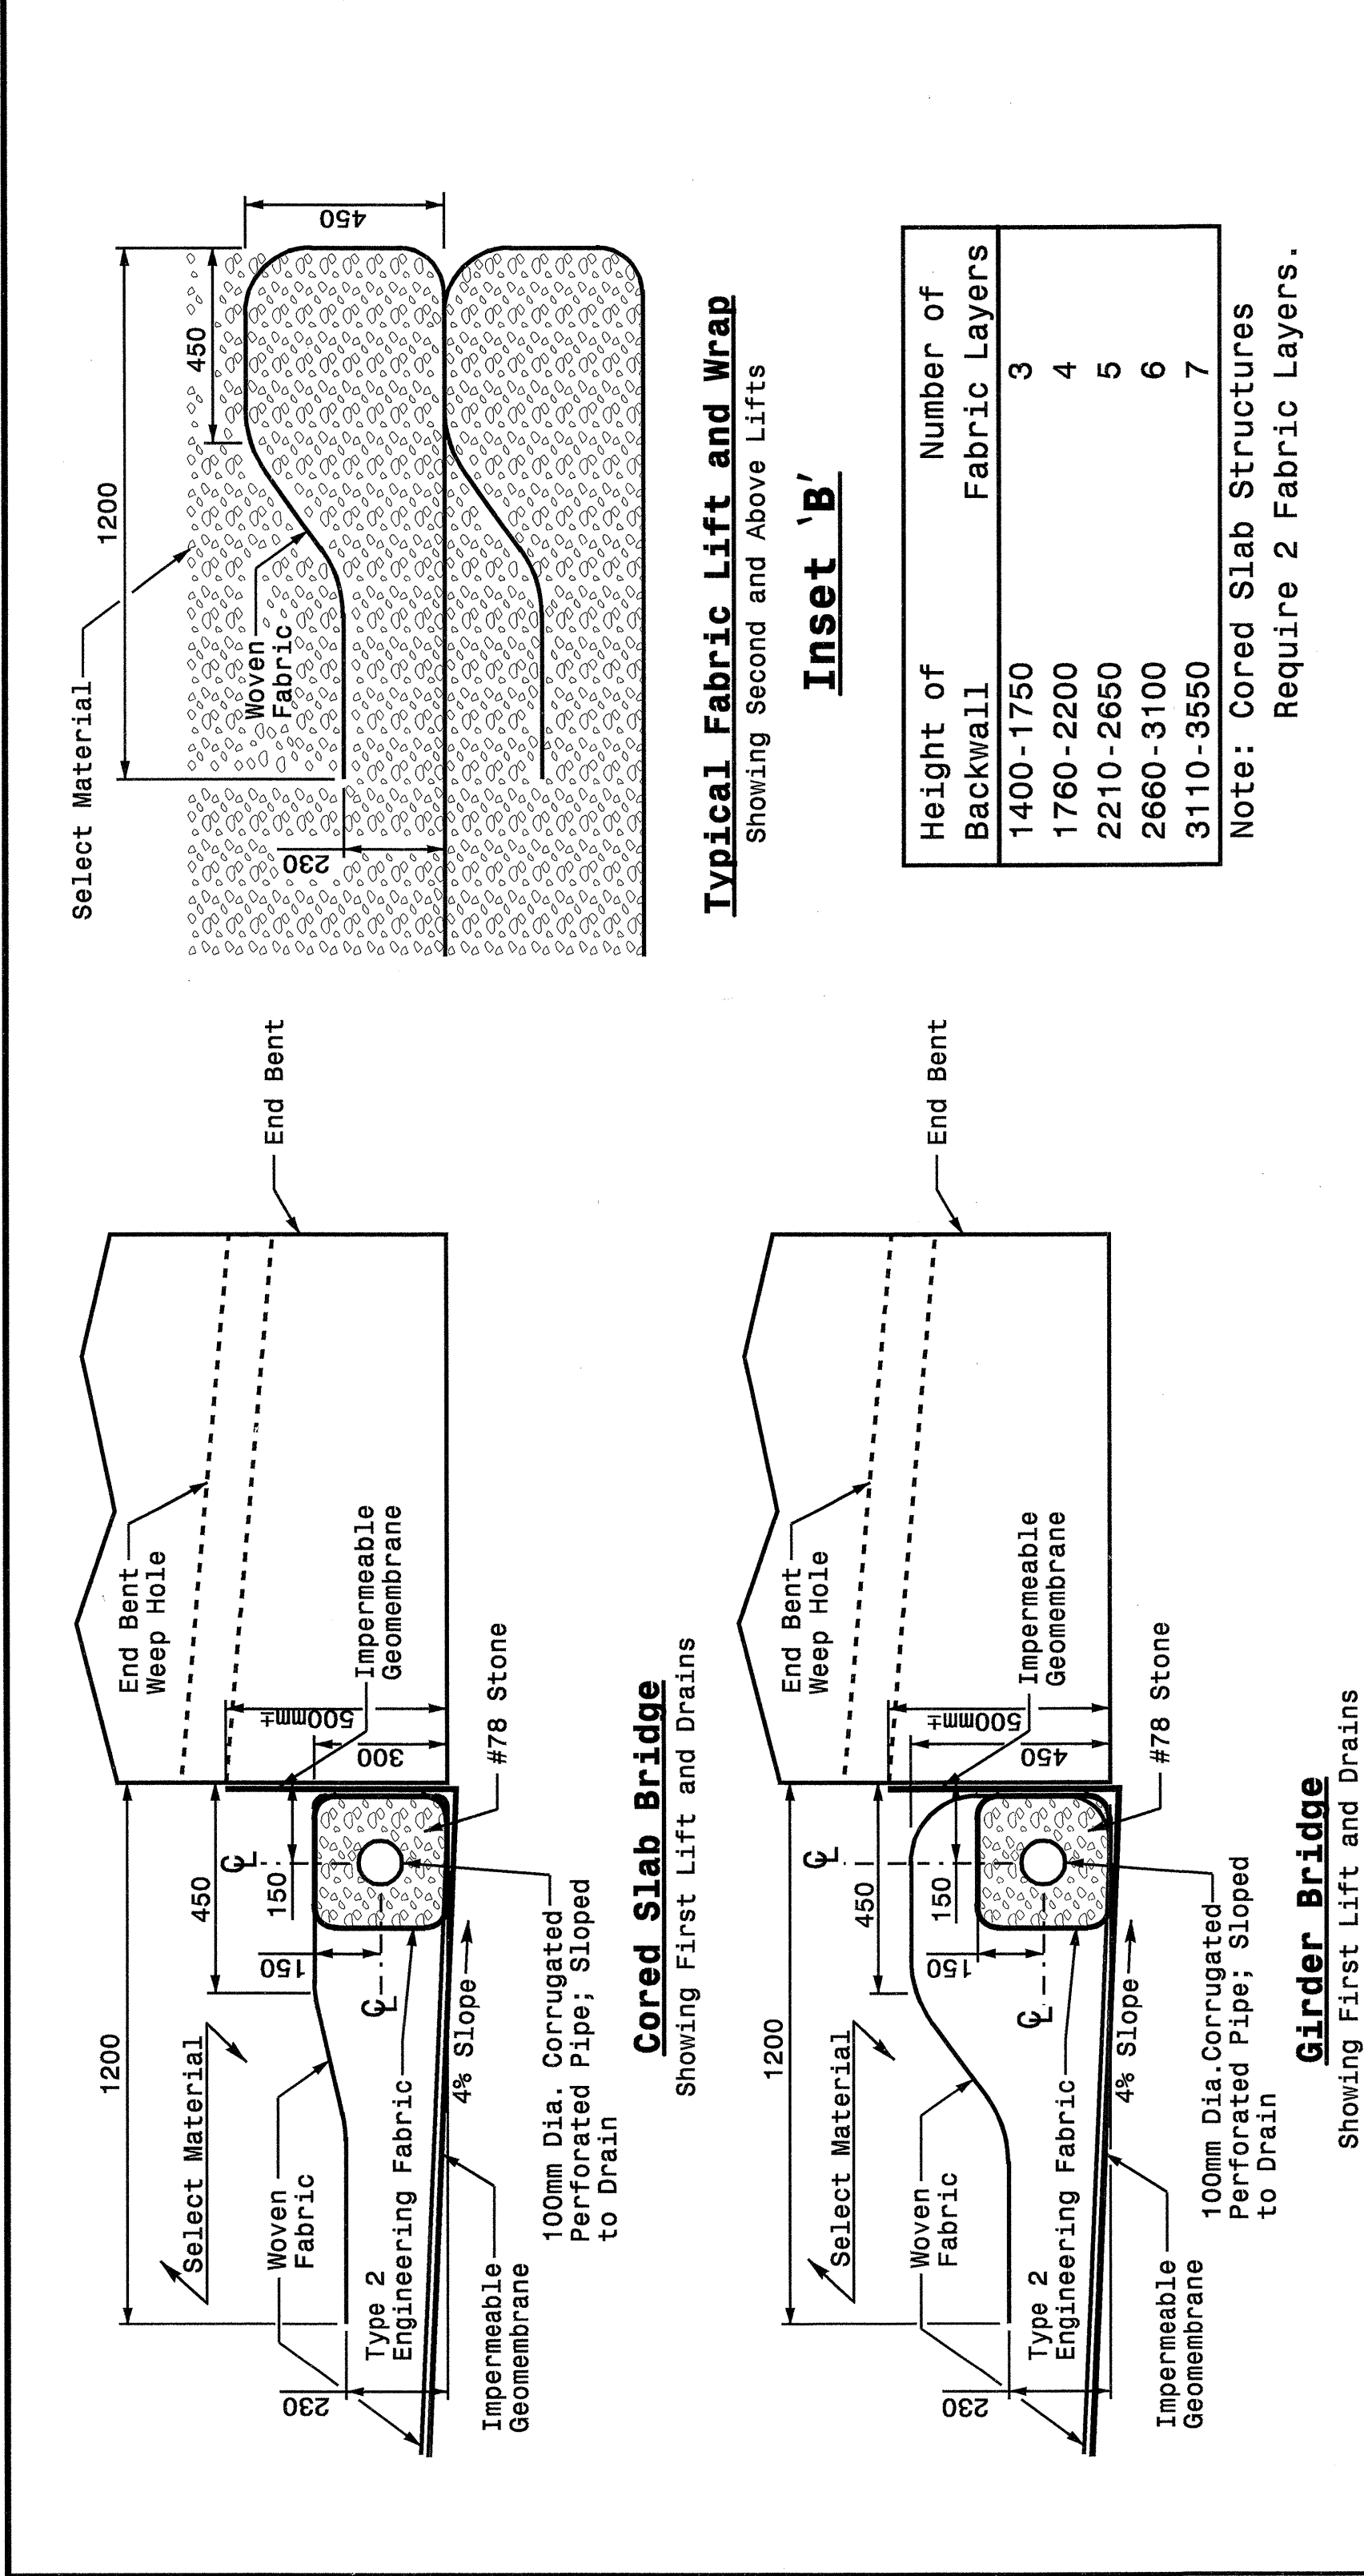 1200
Select Material
Woven
Fabric
450
℄
150
End Bent
Weep Hole
End Bent
230
Type 2
Engineering Fabric
150
℄
300
500mm±
Impermeable
Geomembrane
4% Slope
Impermeable
Geomembrane
#78 Stone
100mm Dia. Corrugated
Perforated Pipe; Sloped
to Drain
Cored Slab Bridge
Showing First Lift and Drains
1200
Select Material
Woven
Fabric
450
℄
150
End Bent
Weep Hole
End Bent
230
Type 2
Engineering Fabric
150
℄
450
500mm±
Impermeable
Geomembrane
4% Slope
Impermeable
Geomembrane
#78 Stone
100mm Dia.Corrugated
Perforated Pipe; Sloped
to Drain
Girder Bridge
Showing First Lift and Drains
Select Material
1200
450
450
Woven
Fabric
230
Typical Fabric Lift and Wrap
Showing Second and Above Lifts
Inset 'B'
Height of Number of
Backwall Fabric Layers
1400-1750 3
1760-2200 4
2210-2650 5
2660-3100 6
3110-3550 7
Note: Cored Slab Structures
Require 2 Fabric Layers.